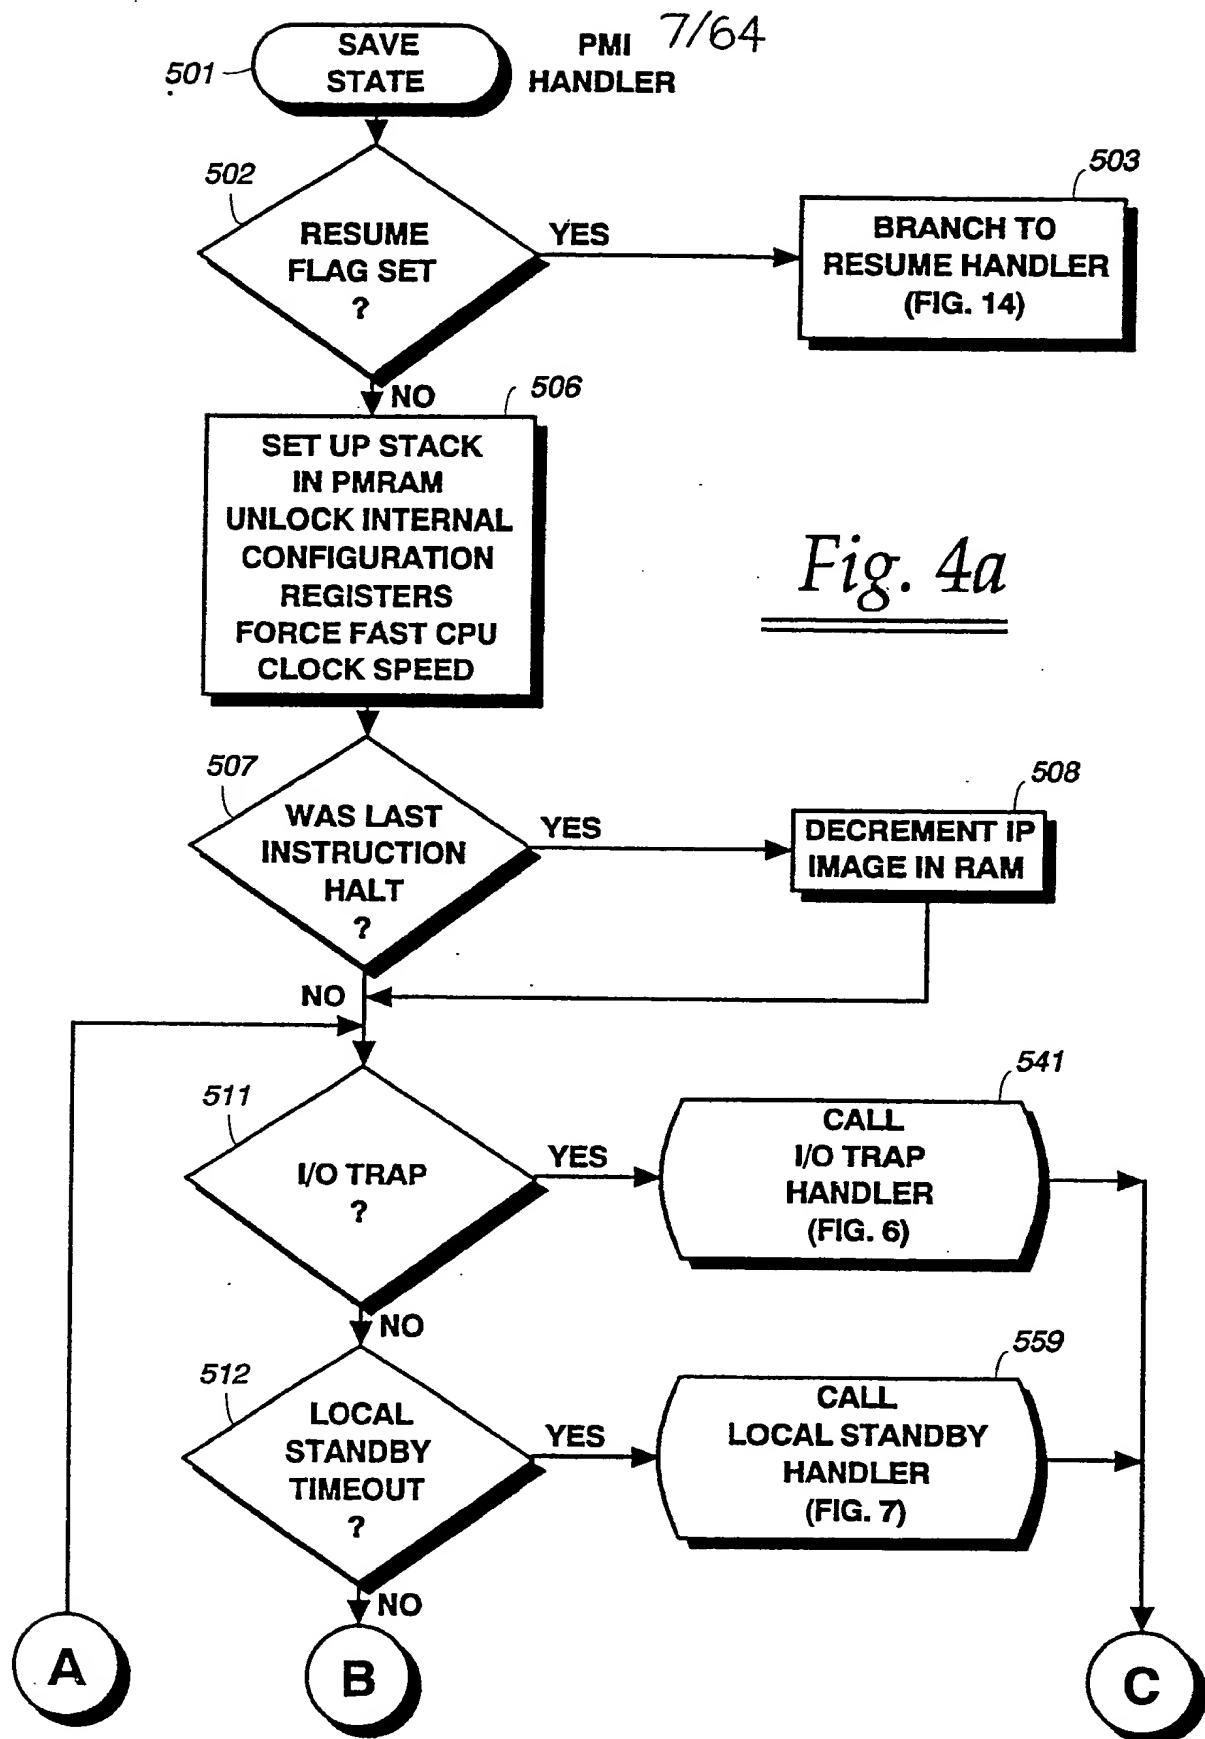 7/64
501
SAVE
STATE
PMI
HANDLER
502
RESUME
FLAG SET
?
YES
503
BRANCH TO
RESUME HANDLER
(FIG. 14)
NO
506
SET UP STACK
IN PMRAM
UNLOCK INTERNAL
CONFIGURATION
REGISTERS
FORCE FAST CPU
CLOCK SPEED
Fig. 4a
507
WAS LAST
INSTRUCTION
HALT
?
YES
508
DECREMENT IP
IMAGE IN RAM
NO
511
I/O TRAP
?
YES
541
CALL
I/O TRAP
HANDLER
(FIG. 6)
NO
512
LOCAL
STANDBY
TIMEOUT
?
YES
559
CALL
LOCAL STANDBY
HANDLER
(FIG. 7)
NO
A
B
C